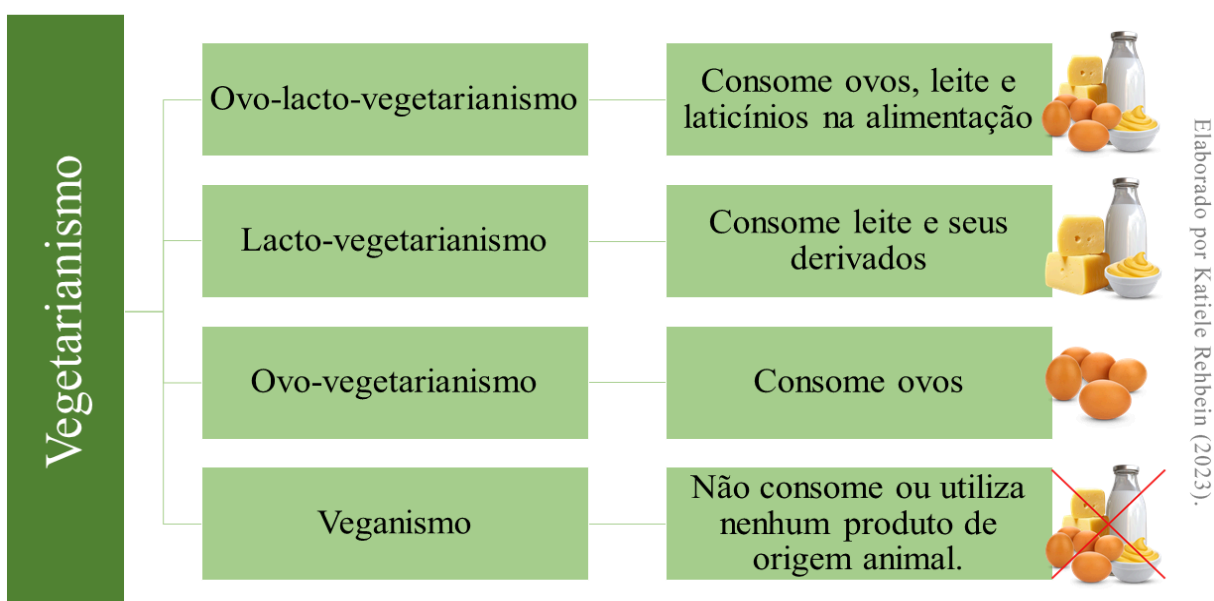 Vegetarianismo
Ovo-lacto-vegetarianismo
Consome ovos, leite e
laticínios na alimentação
Lacto-vegetarianismo
Consome leite e seus
derivados
Ovo-vegetarianismo
Consome ovos
Veganismo
Não consome ou utiliza
nenhum produto de
origem animal.
Elaborado por Katiele Rehbein (2023).